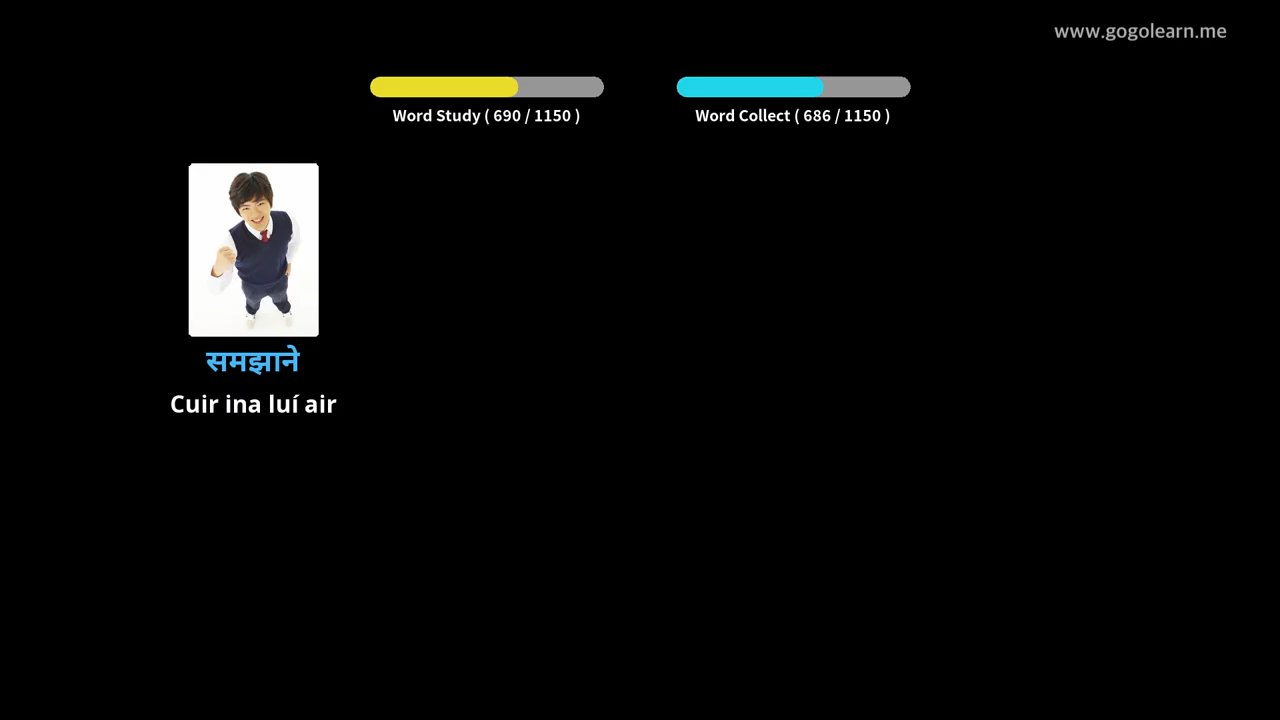 www.gogolearn.me
Word Study ( 690 / 1150 )
Word Collect ( 686 / 1150 )
समझाने
Cuir ina luí air